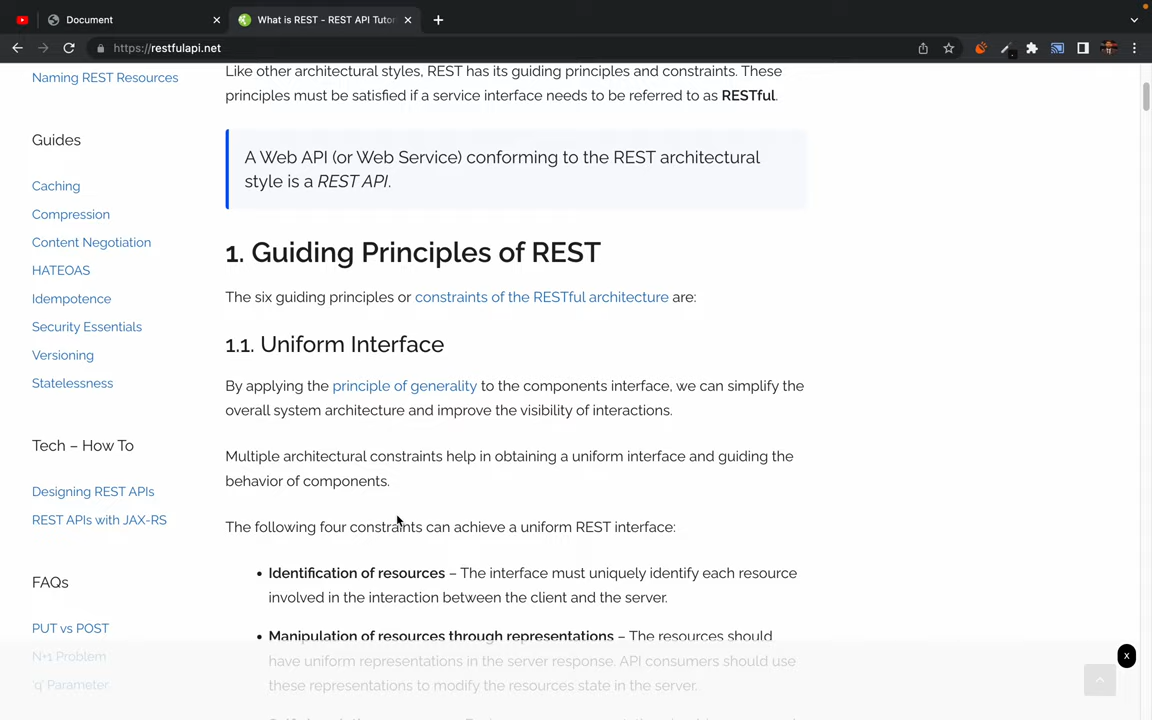 Document
What is REST - REST API Tutor
https://restfulapi.net
Naming REST Resources
Guides
Caching
Compression
Content Negotiation
HATEOAS
Idempotence
Security Essentials
Versioning
Statelessness
Tech – How To
Designing REST APIs
REST APIs with JAX-RS
FAQs
PUT vs POST
N+1 Problem
'q' Parameter
Like other architectural styles, REST has its guiding principles and constraints. These
principles must be satisfied if a service interface needs to be referred to as RESTful.
A Web API (or Web Service) conforming to the REST architectural
style is a REST API.
1. Guiding Principles of REST
The six guiding principles or constraints of the RESTful architecture are:
1.1. Uniform Interface
By applying the principle of generality to the components interface, we can simplify the
overall system architecture and improve the visibility of interactions.
Multiple architectural constraints help in obtaining a uniform interface and guiding the
behavior of components.
The following four constraints can achieve a uniform REST interface:
• Identification of resources – The interface must uniquely identify each resource
involved in the interaction between the client and the server.
• Manipulation of resources through representations – The resources should
have uniform representations in the server response. API consumers should use
these representations to modify the resources state in the server.
x